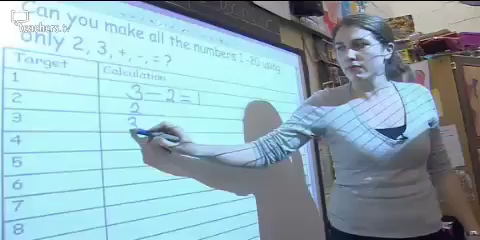 Teachers.tv
Can you make all the numbers 1-20 using
only 2, 3, +, -, = ?
Target Calculation
1 3 - 2 = 1
2 2
3 3
4
5
6
7
8